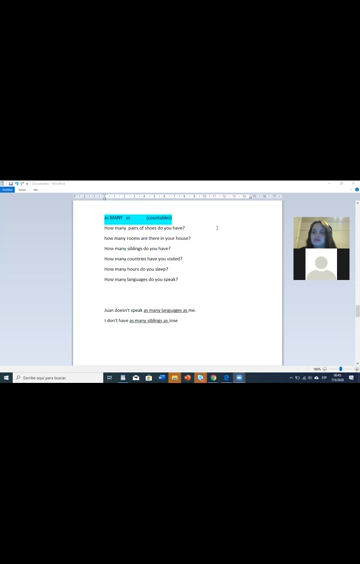 as MANY as (countables)
How many pairs of shoes do you have?
how many rooms are there in your house?
How many siblings do you have?
How many countries have you visited?
How many hours do you sleep?
How many languages do you speak?
Juan doesn't speak as many languages as me.
I don't have as many siblings as Jose
Escribe aquí para buscar